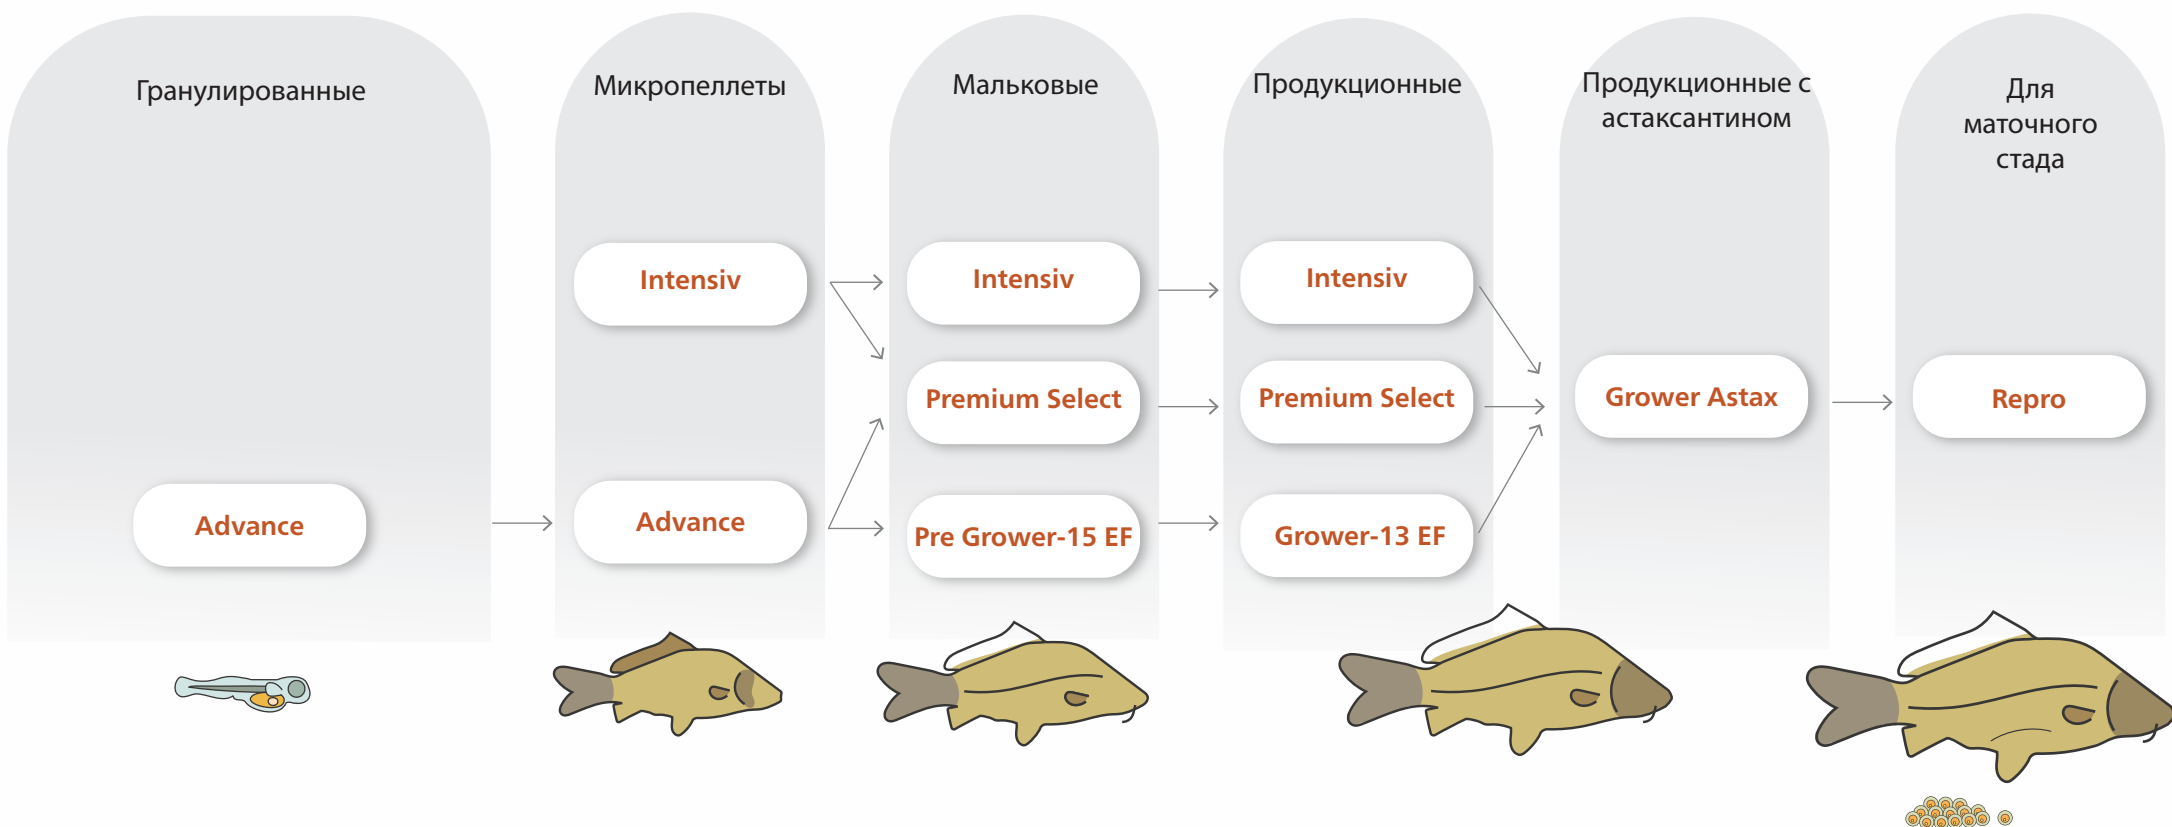 Гранулированные
Микропеллеты
Мальковые
Продукционные
Продукционные с
астаксантином
Для
маточного
стада
Intensiv
Intensiv
Intensiv
Premium Select
Premium Select
Grower Astax
Repro
Advance
Advance
Pre Grower-15 EF
Grower-13 EF